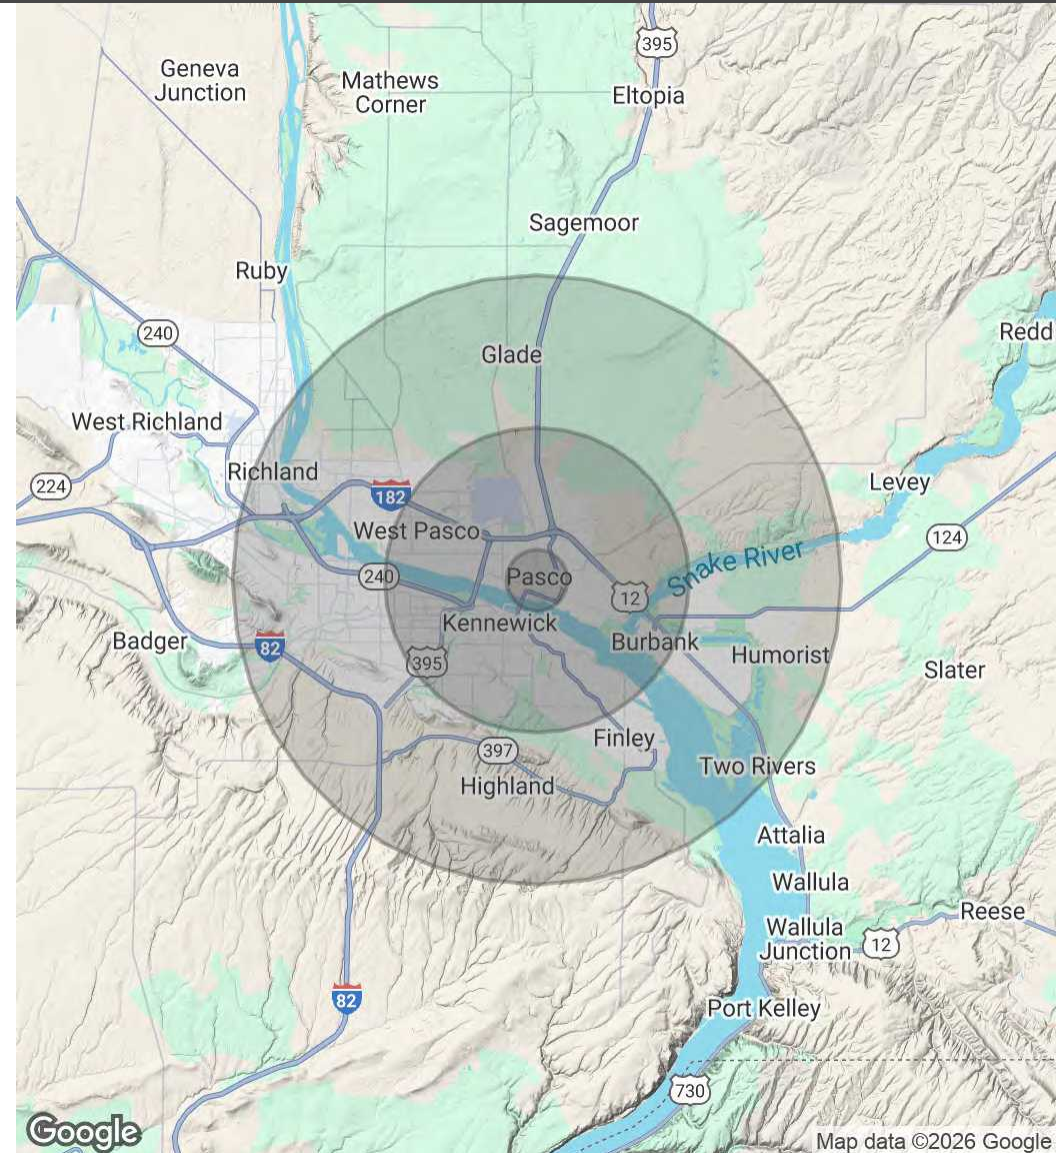 395
Geneva
Junction
Mathews
Corner
Eltopia
Sagemoor
Ruby
240
Redd
Glade
West Richland
Richland
224
182
Levey
West Pasco
124
Snake River
240
Pasco
12
Kennewick
Badger
82
Burbank
Humorist
395
Slater
Finley
397
Two Rivers
Highland
Attalia
Wallula
Reese
Wallula
Junction
12
82
Port Kelley
730
Google
Map data ©2026 Google